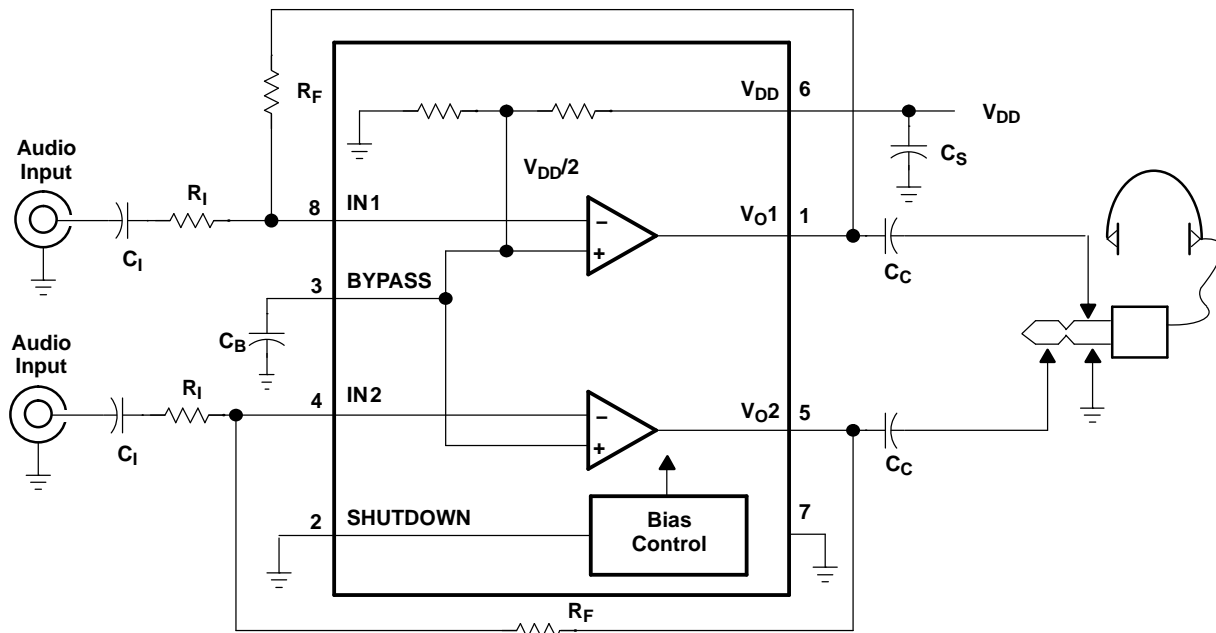 R_F
V_DD 6
V_DD
Audio
Input
C_S
V_DD/2
R_I
8 IN1
V_O1 1
−
+
C_I
C_C
3 BYPASS
C_B
Audio
Input
R_I
4 IN2
V_O2 5
−
+
C_I
C_C
2 SHUTDOWN
Bias
Control
7
R_F